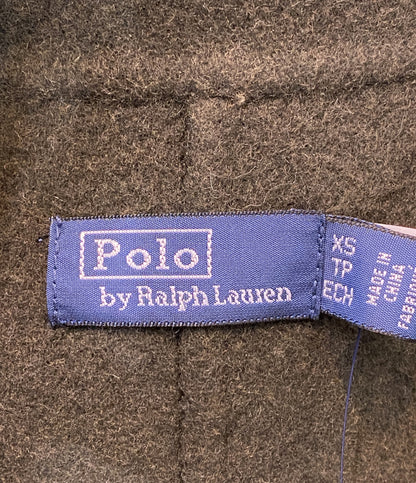 Polo
by Ralph Lauren
XS
TP
ECH
MADE IN
CHINA